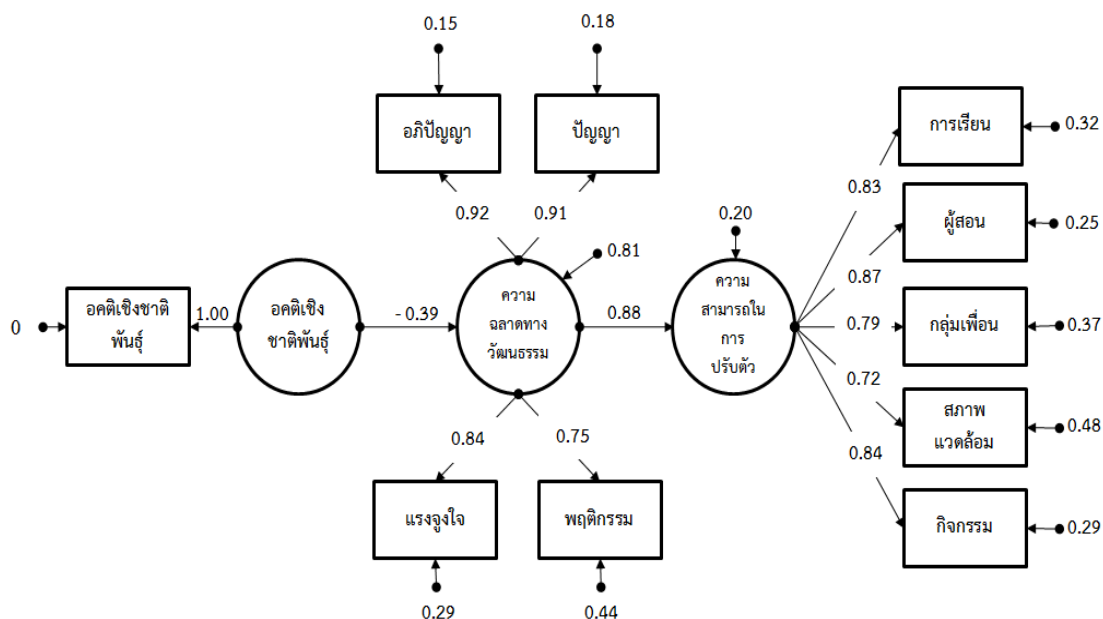 0.15
0.18
อภิปัญญา
ปัญญา
การเรียน
0.32
0.92
0.91
0.83
0.20
ผู้สอน
0.25
0.81
0.87
0
อคติเชิงชาติ
พันธุ์
1.00
อคติเชิง
ชาติพันธุ์
- 0.39
ความ
ฉลาดทาง
วัฒนธรรม
0.88
ความ
สามารถใน
การ
ปรับตัว
0.79
กลุ่มเพื่อน
0.37
0.72
สภาพ
แวดล้อม
0.48
0.84
0.75
0.84
แรงจูงใจ
พฤติกรรม
กิจกรรม
0.29
0.29
0.44